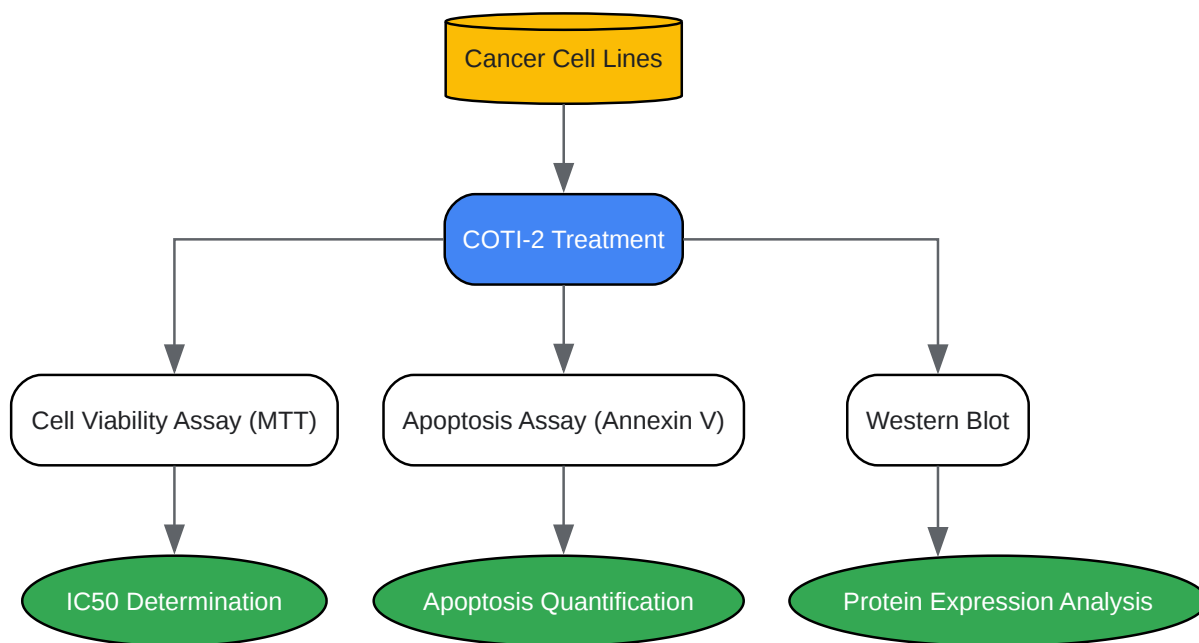 Cancer Cell Lines
COTI-2 Treatment
Cell Viability Assay (MTT)
Apoptosis Assay (Annexin V)
Western Blot
IC50 Determination
Apoptosis Quantification
Protein Expression Analysis